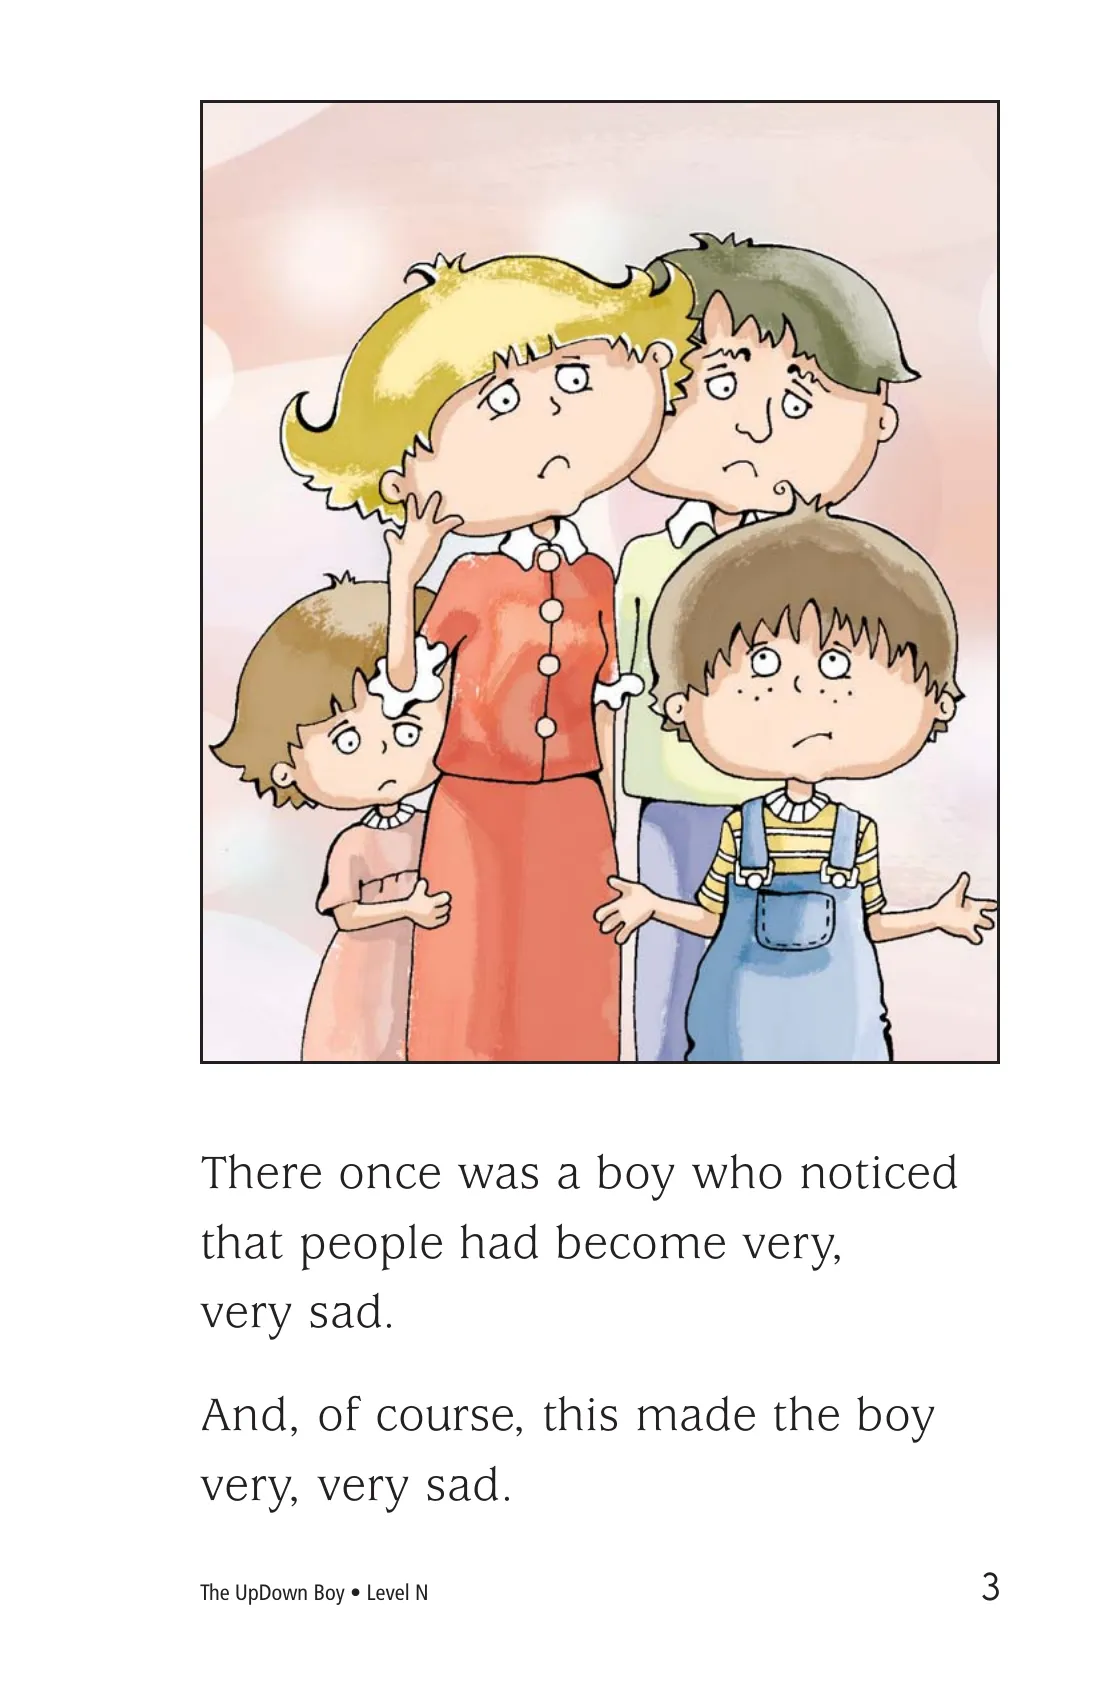 There once was a boy who noticed
that people had become very,
very sad.
And, of course, this made the boy
very, very sad.
The UpDown Boy • Level N
3